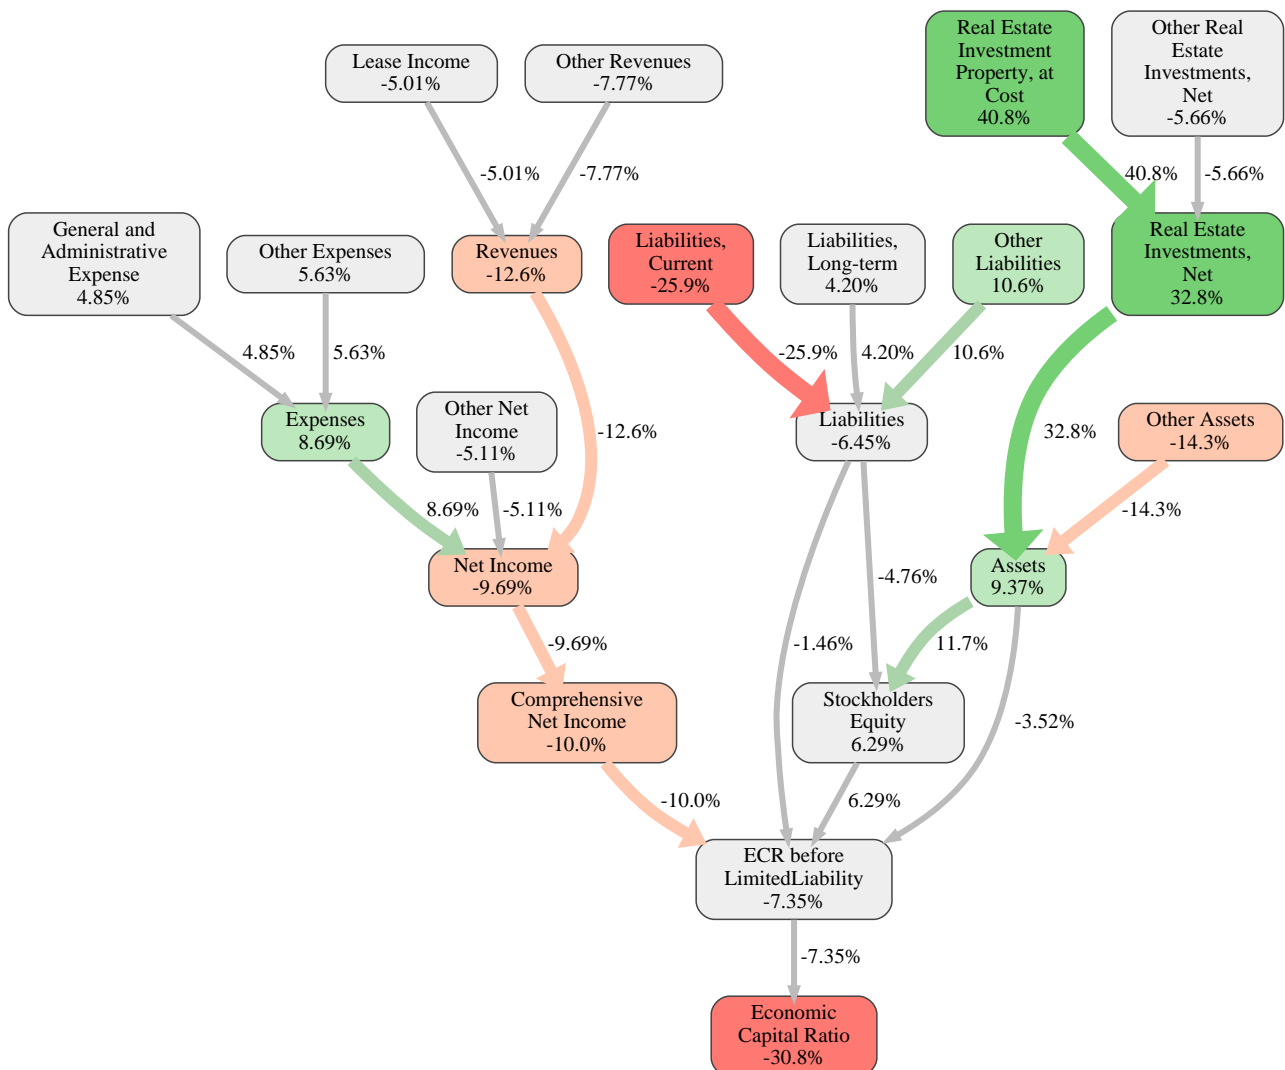 Real Estate
Investment
Property, at
Cost
40.8%
Other Real
Estate
Investments,
Net
-5.66%
Lease Income
-5.01%
Other Revenues
-7.77%
-5.01%
-7.77%
40.8%
-5.66%
General and
Administrative
Expense
4.85%
Other Expenses
5.63%
Revenues
-12.6%
Liabilities,
Current
-25.9%
Liabilities,
Long-term
4.20%
Other
Liabilities
10.6%
Real Estate
Investments,
Net
32.8%
4.85%
5.63%
-25.9%
4.20%
10.6%
Expenses
8.69%
Other Net
Income
-5.11%
-12.6%
Liabilities
-6.45%
32.8%
Other Assets
-14.3%
8.69%
-5.11%
-14.3%
Net Income
-9.69%
-4.76%
Assets
9.37%
-9.69%
-1.46%
11.7%
Comprehensive
Net Income
-10.0%
Stockholders
Equity
6.29%
-3.52%
-10.0%
6.29%
ECR before
LimitedLiability
-7.35%
-7.35%
Economic
Capital Ratio
-30.8%